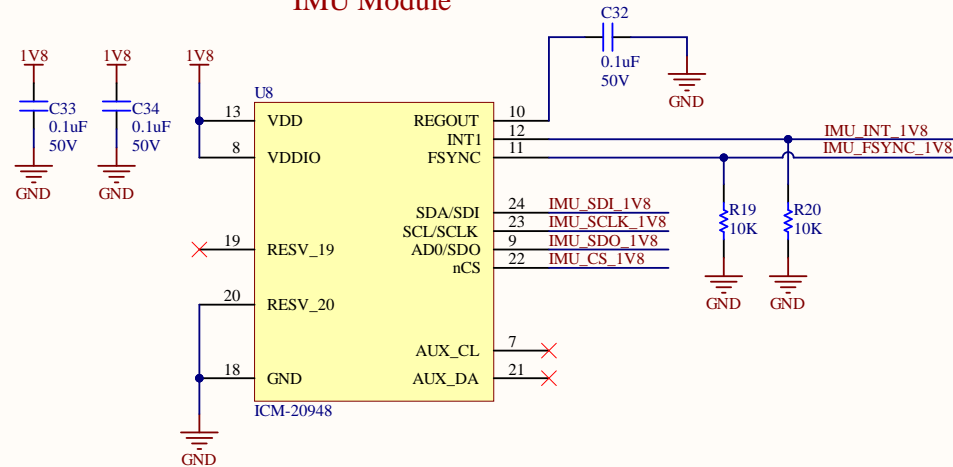 IMU Module
C32
0.1uF
50V
GND
1V8
C33
0.1uF
50V
GND
1V8
C34
0.1uF
50V
GND
1V8
U8
13 VDD
8 VDDIO
19 RESV_19
20 RESV_20
18 GND
REGOUT 10
INT1 12
FSYNC 11
SDA/SDI 24 IMU_SDI_1V8
SCL/SCLK 23 IMU_SCLK_1V8
AD0/SDO 9 IMU_SDO_1V8
nCS 22 IMU_CS_1V8
AUX_CL 7
AUX_DA 21
ICM-20948
GND
IMU_INT_1V8
IMU_FSYNC_1V8
R19
10K
GND
R20
10K
GND